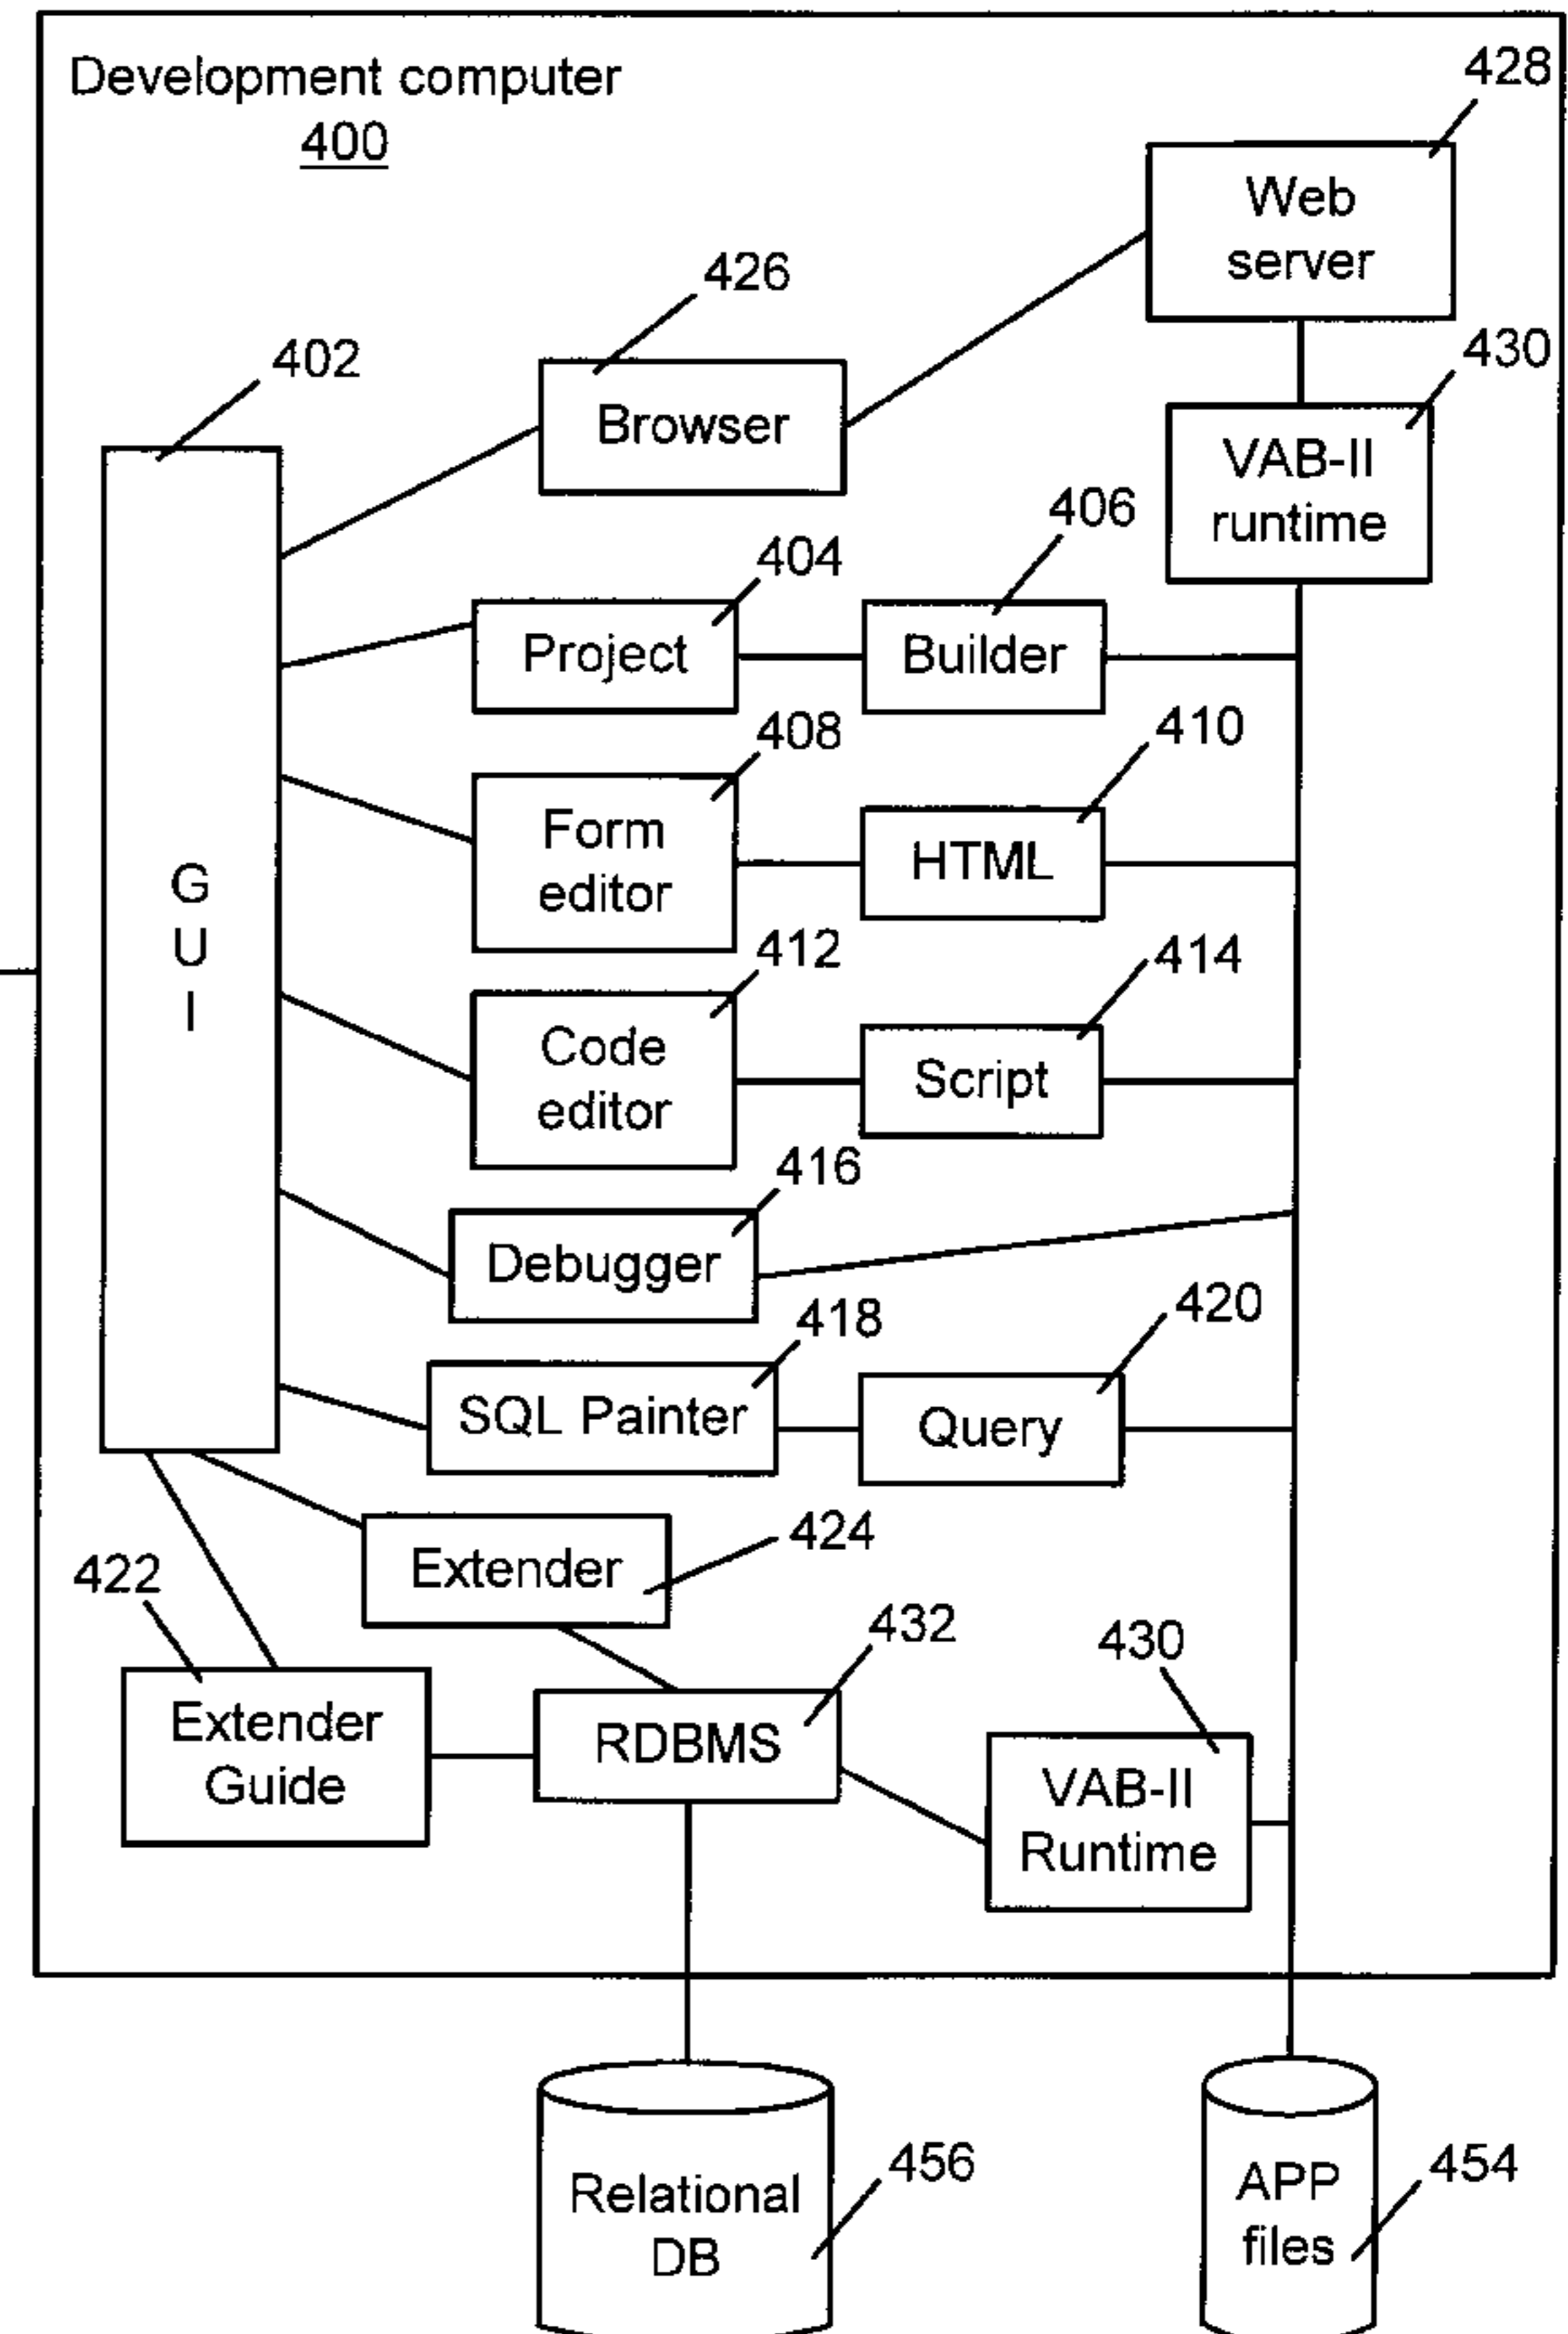 Development computer
400
428
Web
server
426
Browser
430
VAB-II
runtime
402
G
U
I
404
Project
406
Builder
408
Form
editor
410
HTML
412
Code
editor
414
Script
416
Debugger
418
SQL Painter
420
Query
424
Extender
422
Extender
Guide
432
RDBMS
430
VAB-II
Runtime
Relational
DB
456
APP
files
454